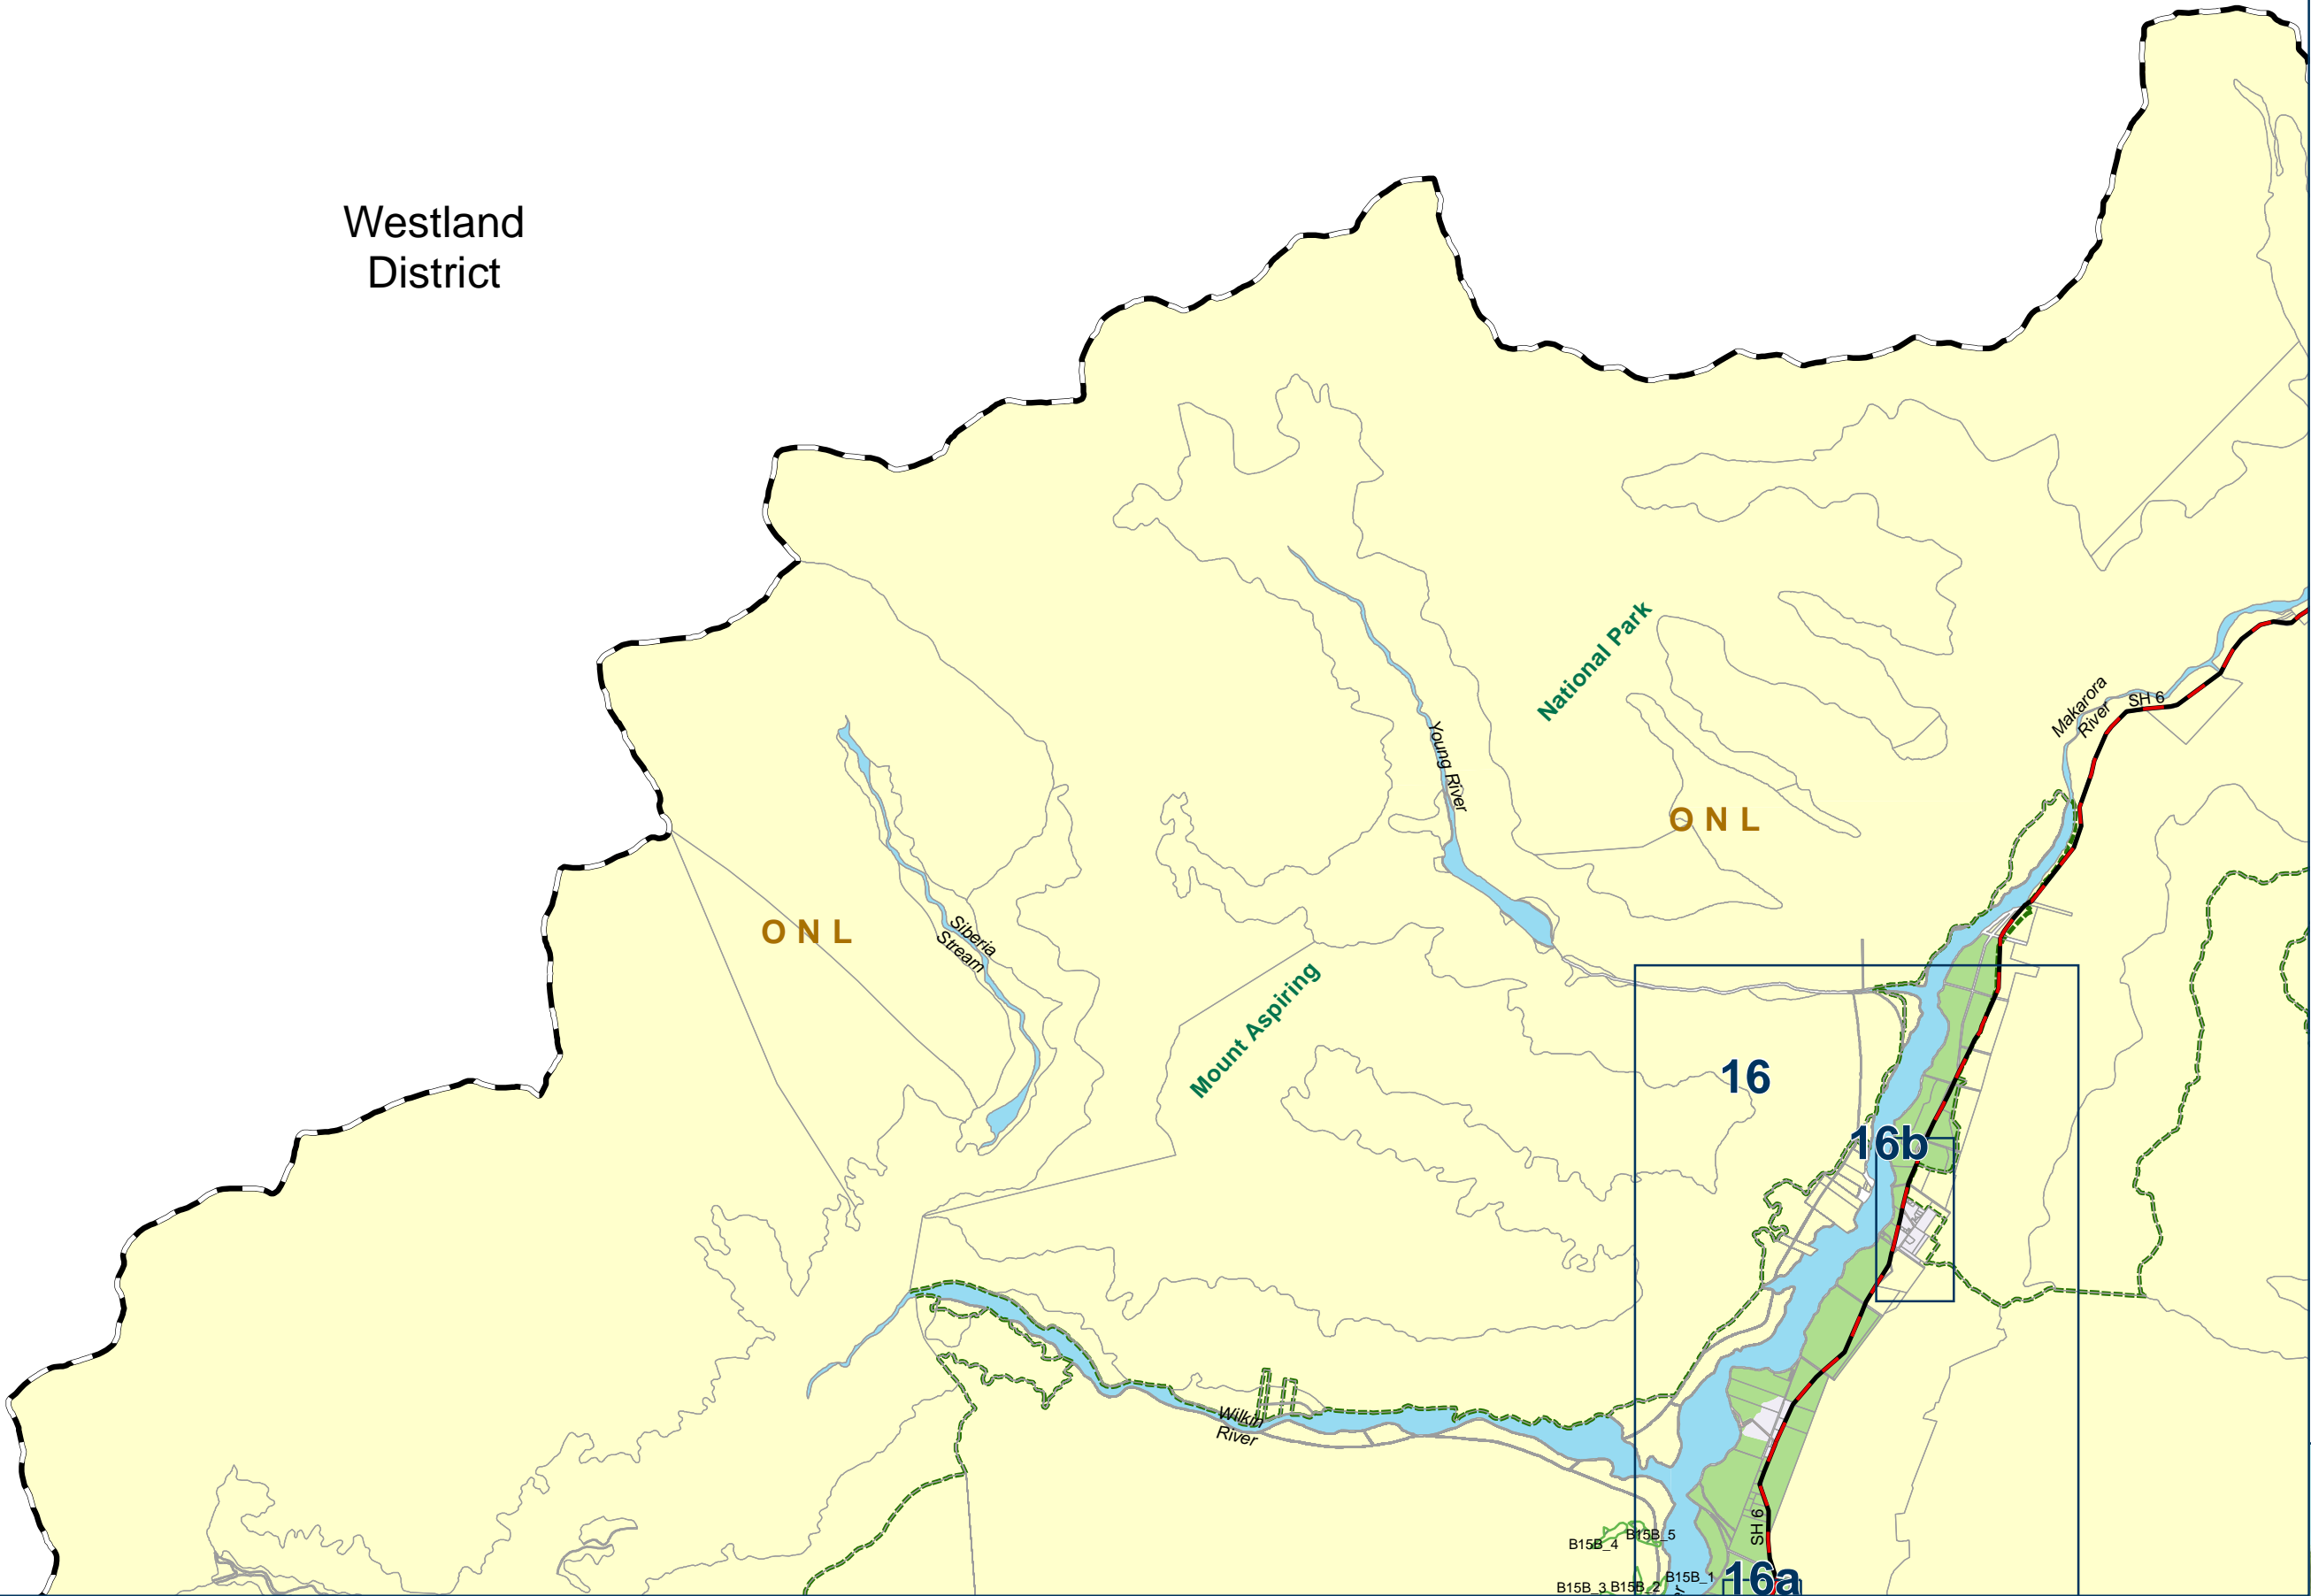 Westland
District
National Park
Makarora
River
SH 6
Young River
O N L
O N L
Siberia
Stream
Mount Aspiring
16
16b
Wilkin
River
SH 6
B15B_5
B15B_4
16a
B15B_1
B15B_3
B15B_2